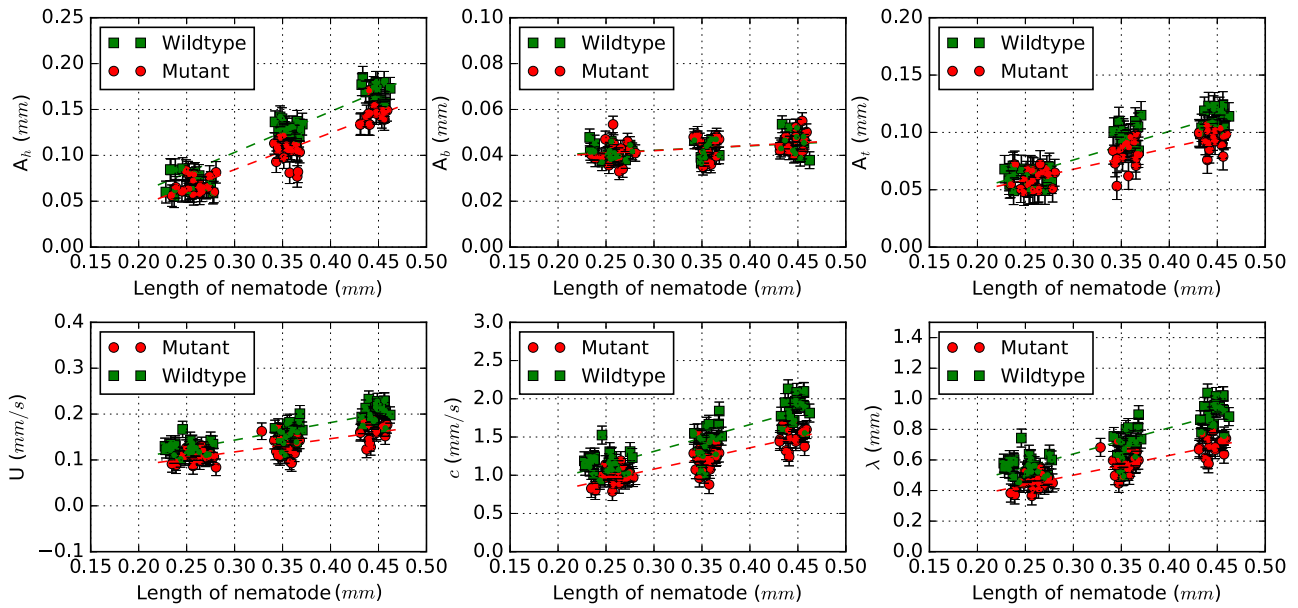 0.25
0.20
0.15
0.10
0.05
0.00
0.15 0.20 0.25 0.30 0.35 0.40 0.45 0.50
A_h (mm)
Length of nematode (mm)
Wildtype
Mutant
0.10
0.08
0.06
0.04
0.02
0.00
0.15 0.20 0.25 0.30 0.35 0.40 0.45 0.50
A_b (mm)
Length of nematode (mm)
Wildtype
Mutant
0.20
0.15
0.10
0.05
0.00
0.15 0.20 0.25 0.30 0.35 0.40 0.45 0.50
A_t (mm)
Length of nematode (mm)
Wildtype
Mutant
0.4
0.3
0.2
0.1
0.0
−0.1
0.15 0.20 0.25 0.30 0.35 0.40 0.45 0.50
U (mm/s)
Length of nematode (mm)
Mutant
Wildtype
3.0
2.5
2.0
1.5
1.0
0.5
0.0
0.15 0.20 0.25 0.30 0.35 0.40 0.45 0.50
c (mm/s)
Length of nematode (mm)
Mutant
Wildtype
1.4
1.2
1.0
0.8
0.6
0.4
0.2
0.0
0.15 0.20 0.25 0.30 0.35 0.40 0.45 0.50
λ (mm)
Length of nematode (mm)
Mutant
Wildtype